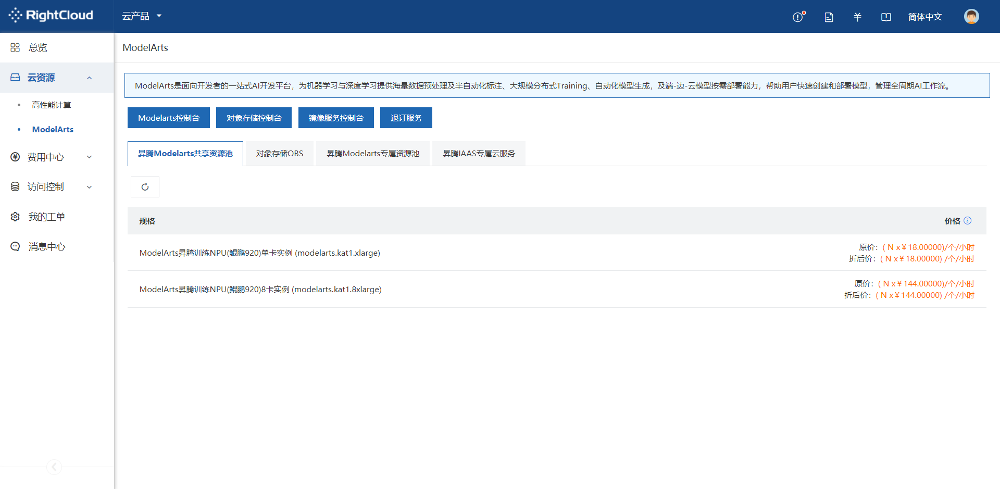 RightCloud
云产品
简体中文
总览
云资源
高性能计算
ModelArts
费用中心
访问控制
我的工单
消息中心
ModelArts
ModelArts是面向开发者的一站式AI开发平台，为机器学习与深度学习提供海量数据预处理及半自动化标注、大规模分布式Training、自动化模型生成，及端-边-云模型按需部署能力，帮助用户快速创建和部署模型，管理全周期AI工作流。
Modelarts控制台 对象存储控制台 镜像服务控制台 退订服务
昇腾Modelarts共享资源池 对象存储OBS 昇腾Modelarts专属资源池 昇腾IAAS专属云服务
规格 价格
ModelArts昇腾训练NPU(鲲鹏920)单卡实例 (modelarts.kat1.xlarge)
原价：( N x ¥ 18.00000)/个/小时
折后价：( N x ¥ 18.00000) /个/小时
ModelArts昇腾训练NPU(鲲鹏920)8卡实例 (modelarts.kat1.8xlarge)
原价：( N x ¥ 144.00000)/个/小时
折后价：( N x ¥ 144.00000) /个/小时